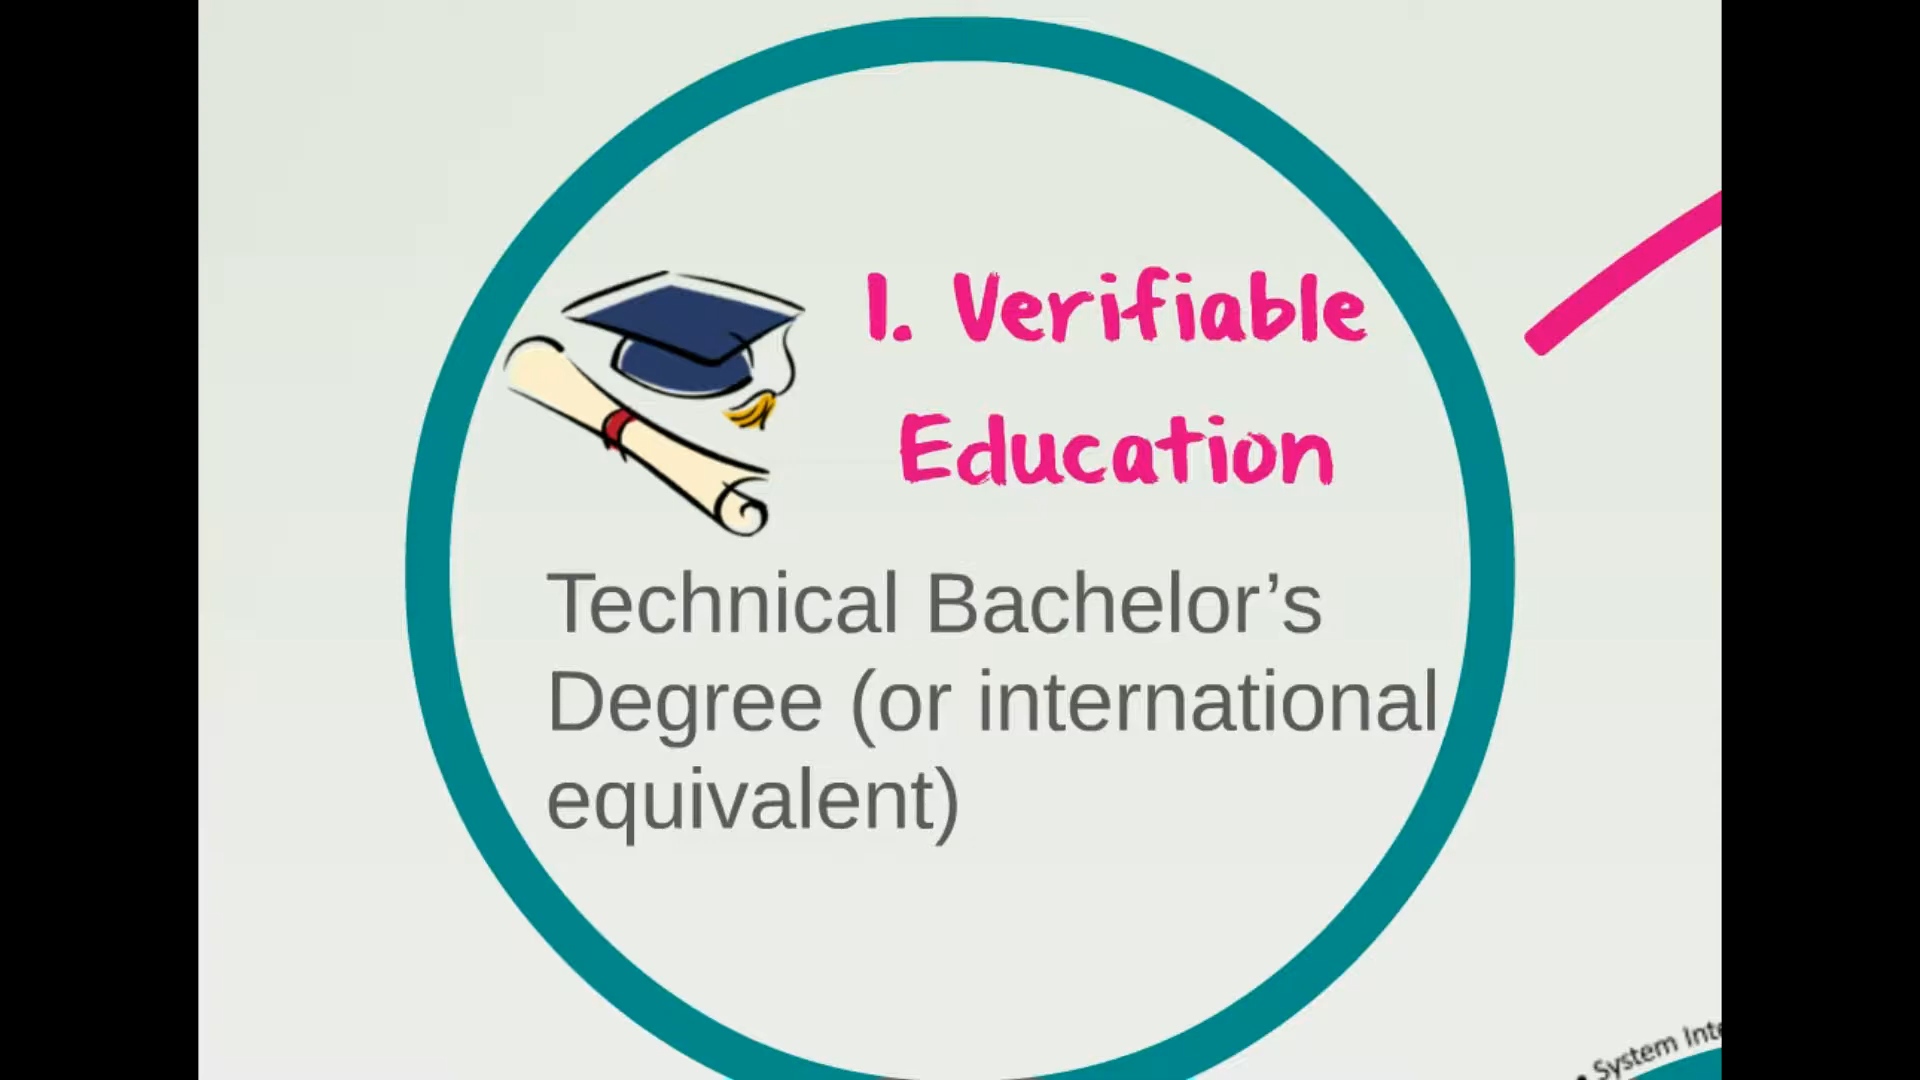 1. Verifiable
Education
Technical Bachelor’s
Degree (or international
equivalent)
• System